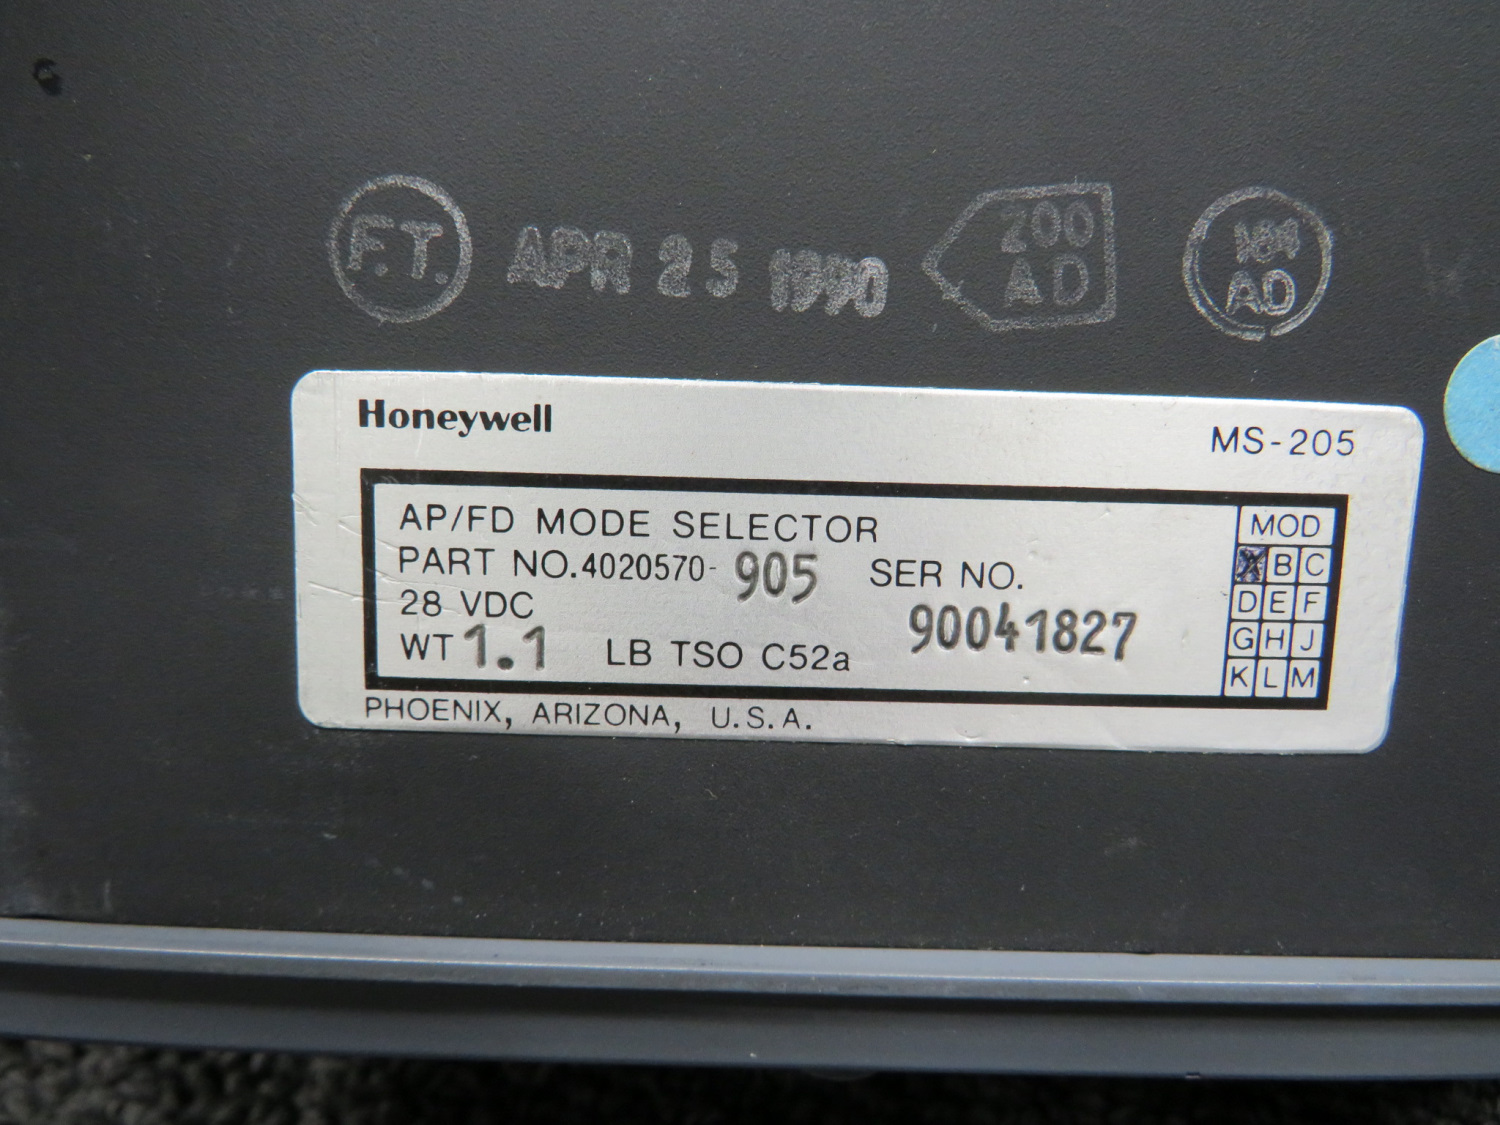 F.T. APR 25 1990
200
AD
AD
Honeywell
MS-205
AP/FD MODE SELECTOR
PART NO. 4020570-905 SER NO.
28 VDC
90041827
WT 1.1 LB TSO C52a
MOD
B C
D E F
G H J
K L M
PHOENIX, ARIZONA, U.S.A.